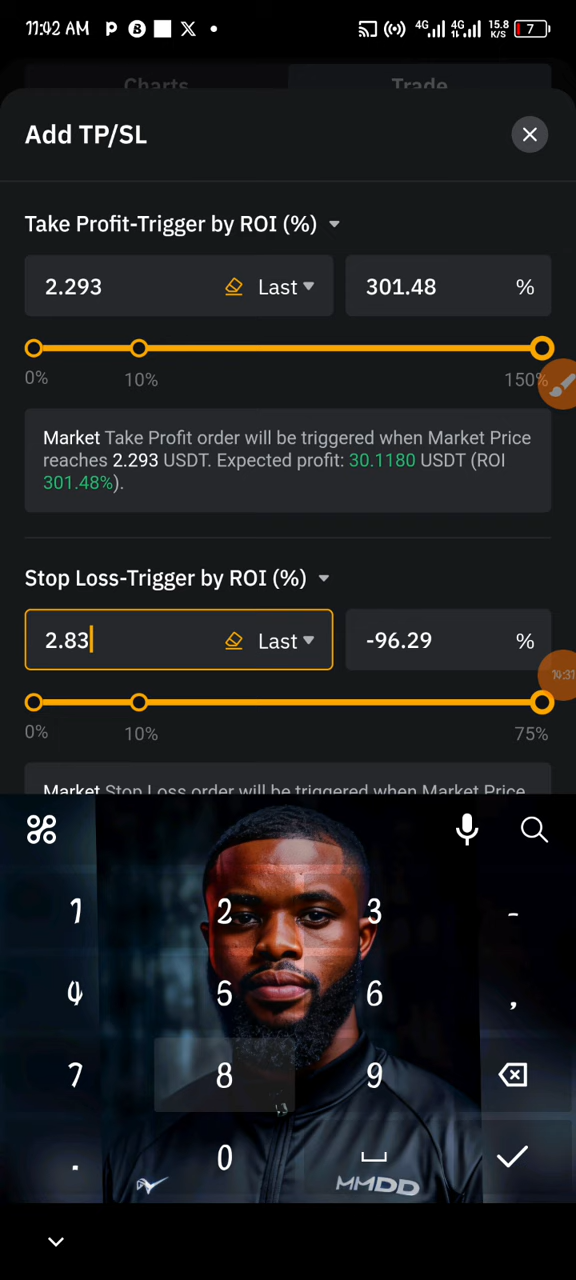 11:42 AM P B X 4G 4G 15.8 K/S 7
Charts Trade
Add TP/SL
Take Profit-Trigger by ROI (%)
2.293 Last 301.48 %
0% 10% 150%
Market Take Profit order will be triggered when Market Price
reaches 2.293 USDT. Expected profit: 30.1180 USDT (ROI
301.48%).
Stop Loss-Trigger by ROI (%)
2.83 Last -96.29 %
0% 10% 75%
Market Stop Loss order will be triggered when Market Price
1 2 3 -
4 5 6 ,
7 8 9
. 0
MMDD